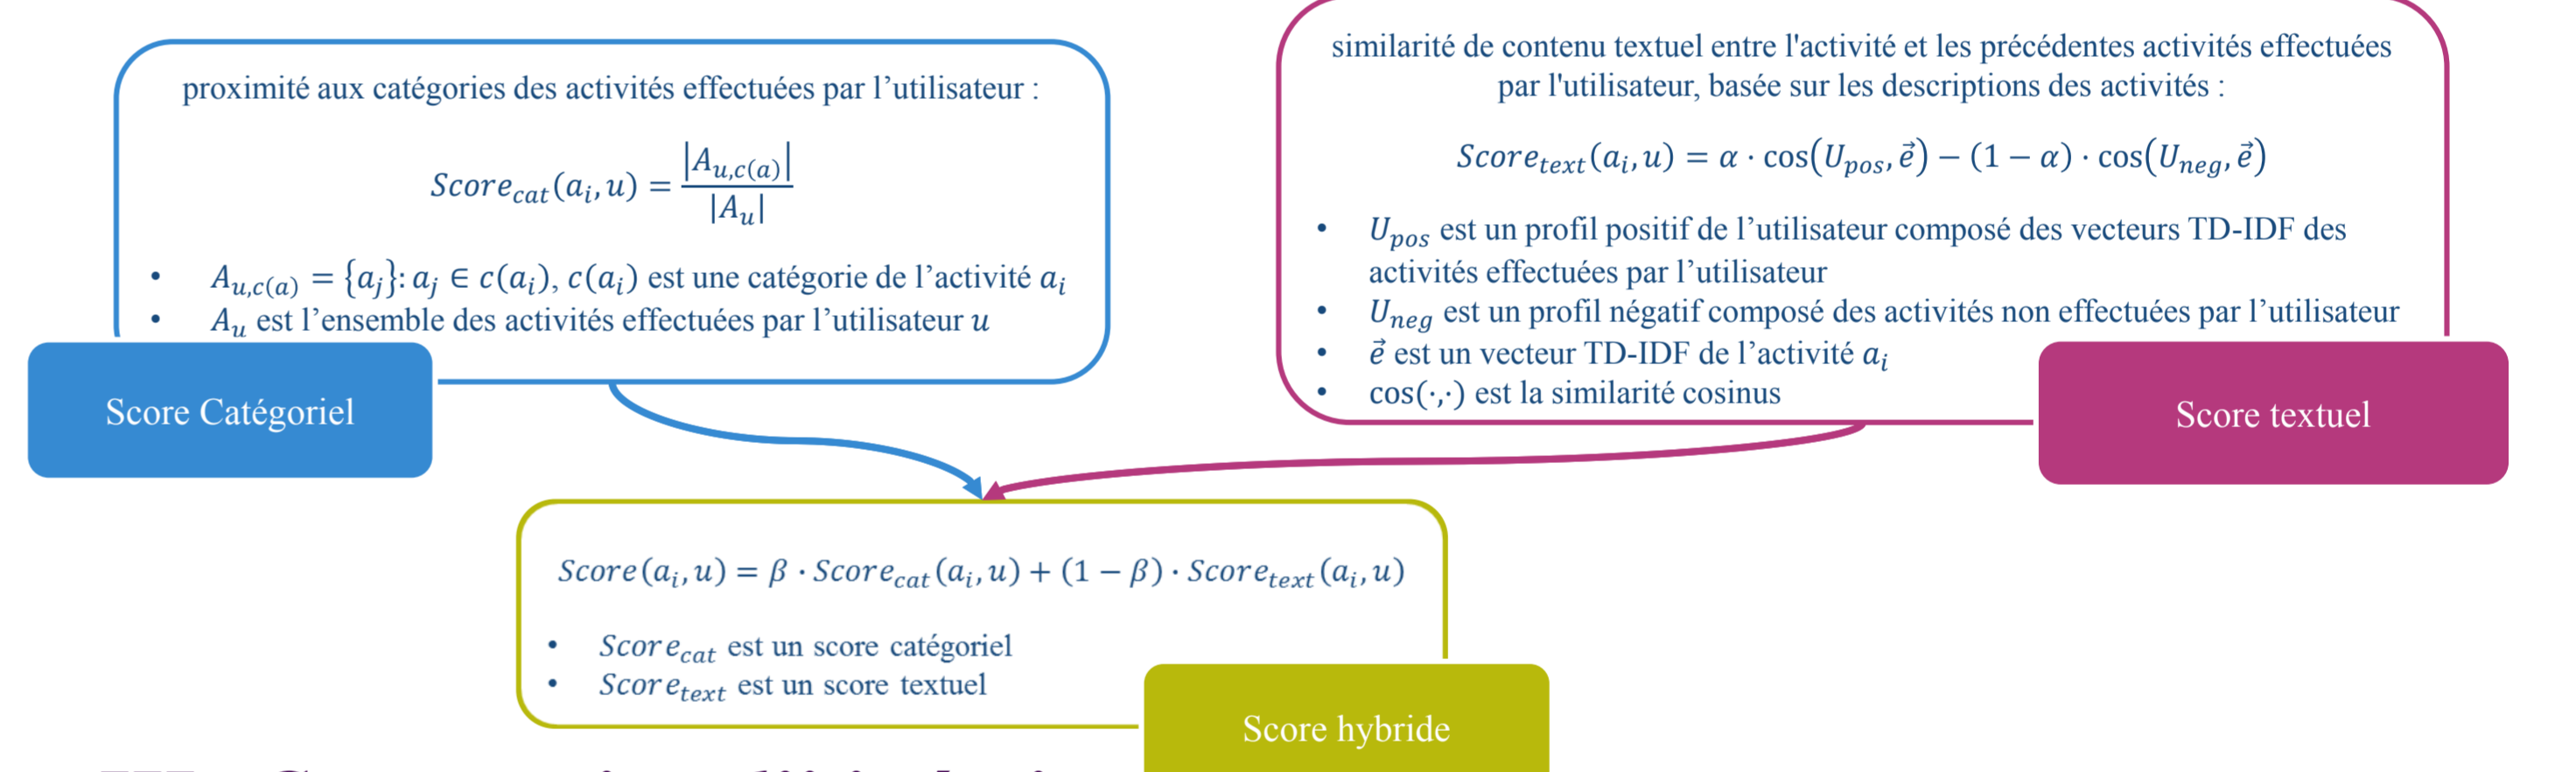 proximité aux catégories des activités effectuées par l’utilisateur :
Score_cat(a_i, u) = |A_{u,c(a)}| / |A_u|
• A_{u,c(a)} = {a_j}: a_j ∈ c(a_i), c(a_i) est une catégorie de l’activité a_i
• A_u est l’ensemble des activités effectuées par l’utilisateur u
Score Catégoriel
similarité de contenu textuel entre l'activité et les précédentes activités effectuées
par l'utilisateur, basée sur les descriptions des activités :
Score_text(a_i, u) = α · cos(U_pos, e⃗) − (1 − α) · cos(U_neg, e⃗)
• U_pos est un profil positif de l’utilisateur composé des vecteurs TD-IDF des
activités effectuées par l’utilisateur
• U_neg est un profil négatif composé des activités non effectuées par l’utilisateur
• e⃗ est un vecteur TD-IDF de l’activité a_i
• cos(·,·) est la similarité cosinus
Score textuel
Score(a_i, u) = β · Score_cat(a_i, u) + (1 − β) · Score_text(a_i, u)
• Score_cat est un score catégoriel
• Score_text est un score textuel
Score hybride